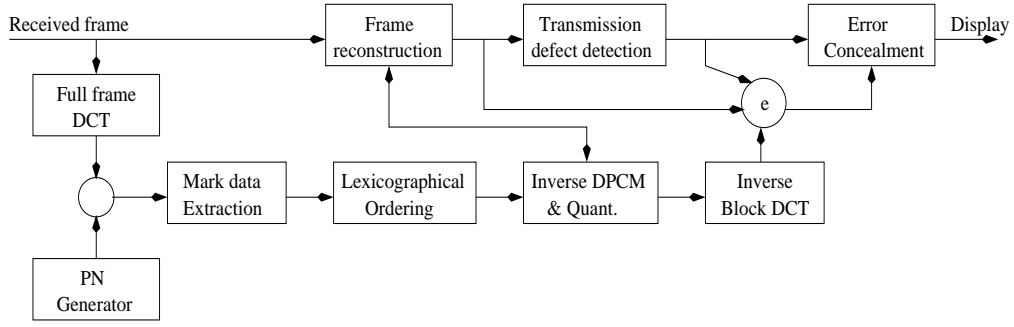 Received frame
Frame
reconstruction
Transmission
defect detection
Error
Concealment
Display
Full frame
DCT
e
Mark data
Extraction
Lexicographical
Ordering
Inverse DPCM
& Quant.
Inverse
Block DCT
PN
Generator